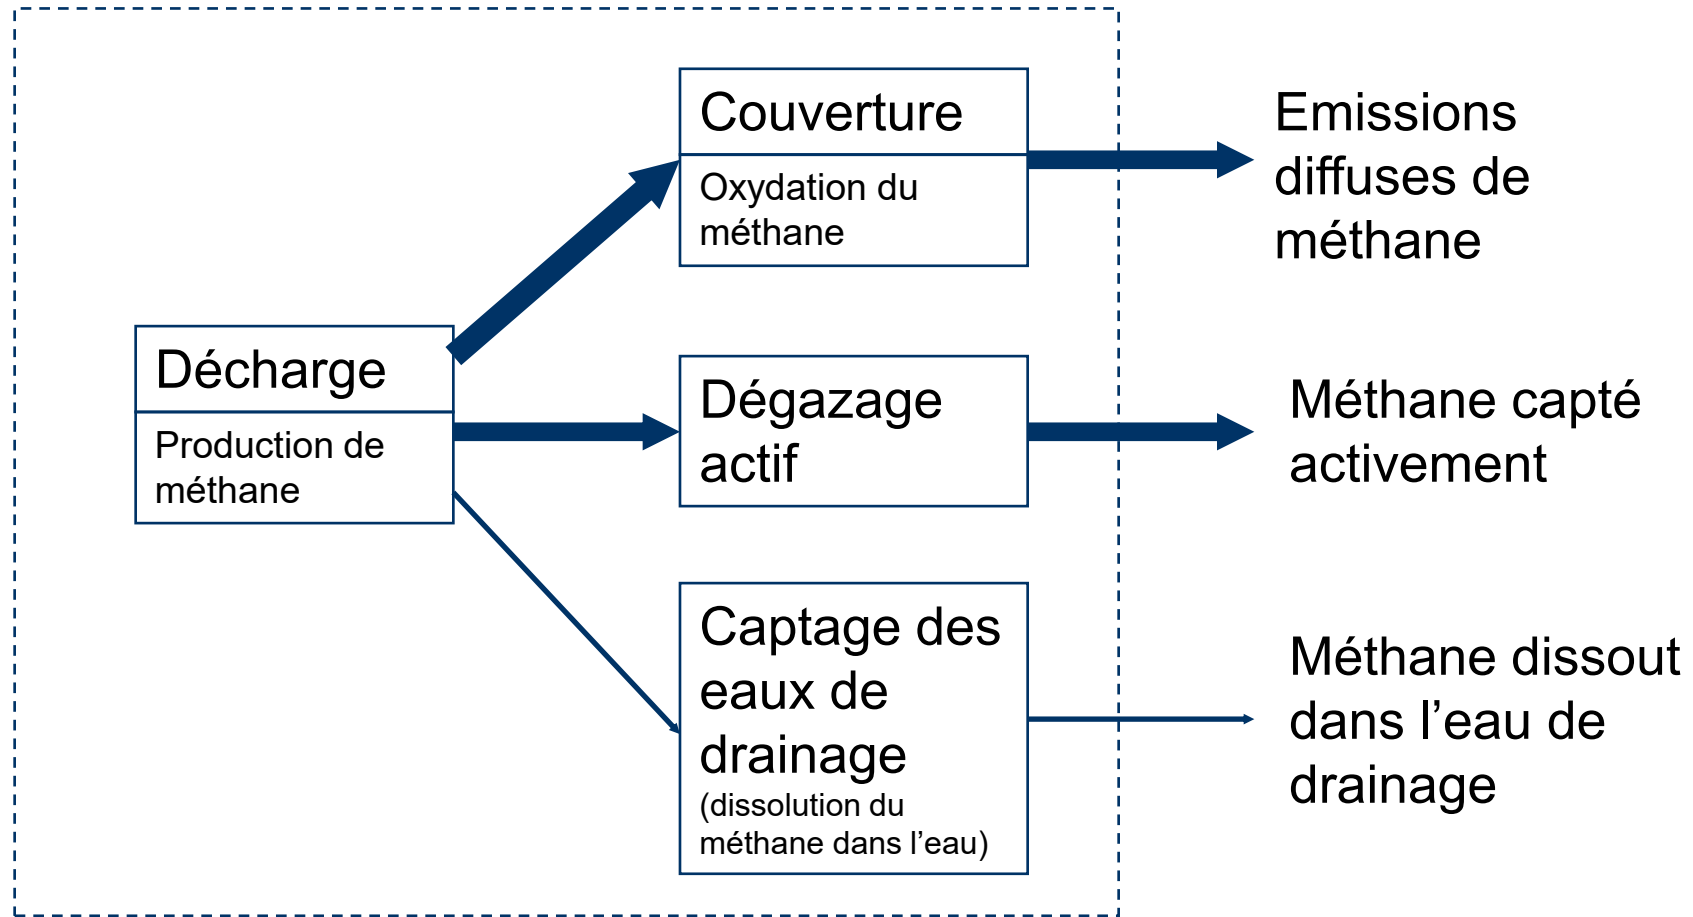 Couverture
Oxydation du
méthane
Emissions
diffuses de
méthane
Décharge
Production de
méthane
Dégazage
actif
Méthane capté
activement
Captage des
eaux de
drainage
(dissolution du
méthane dans l’eau)
Méthane dissout
dans l’eau de
drainage